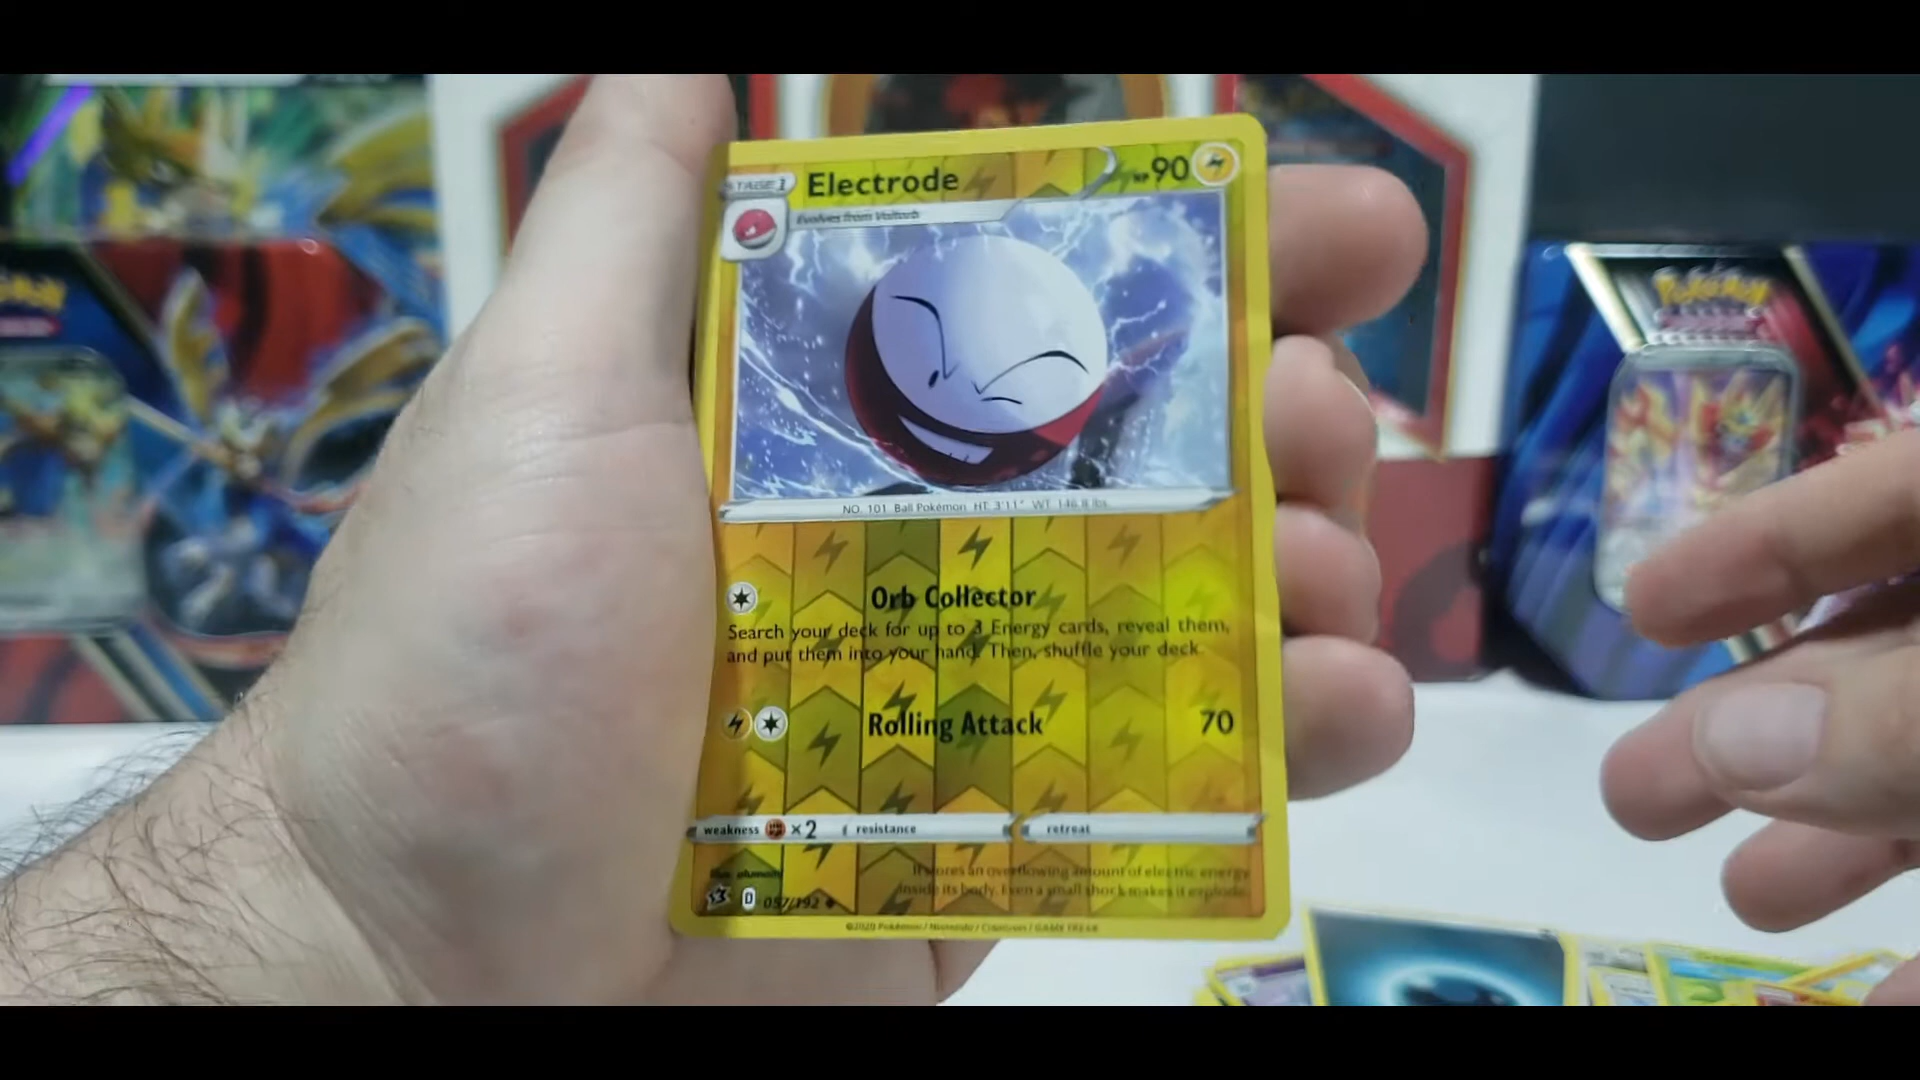 STAGE 1 Electrode HP 90
Evolves from Voltorb
NO. 101 Ball Pokémon HT: 3'11" WT: 146.8 lbs.
Orb Collector
Search your deck for up to 3 Energy cards, reveal them,
and put them into your hand. Then, shuffle your deck.
Rolling Attack 70
weakness ×2 resistance retreat
It stores an overflowing amount of electric energy
inside its body. Even a small shock makes it explode.
D 057/192
©2020 Pokémon / Nintendo / Creatures / GAME FREAK
POKéMON